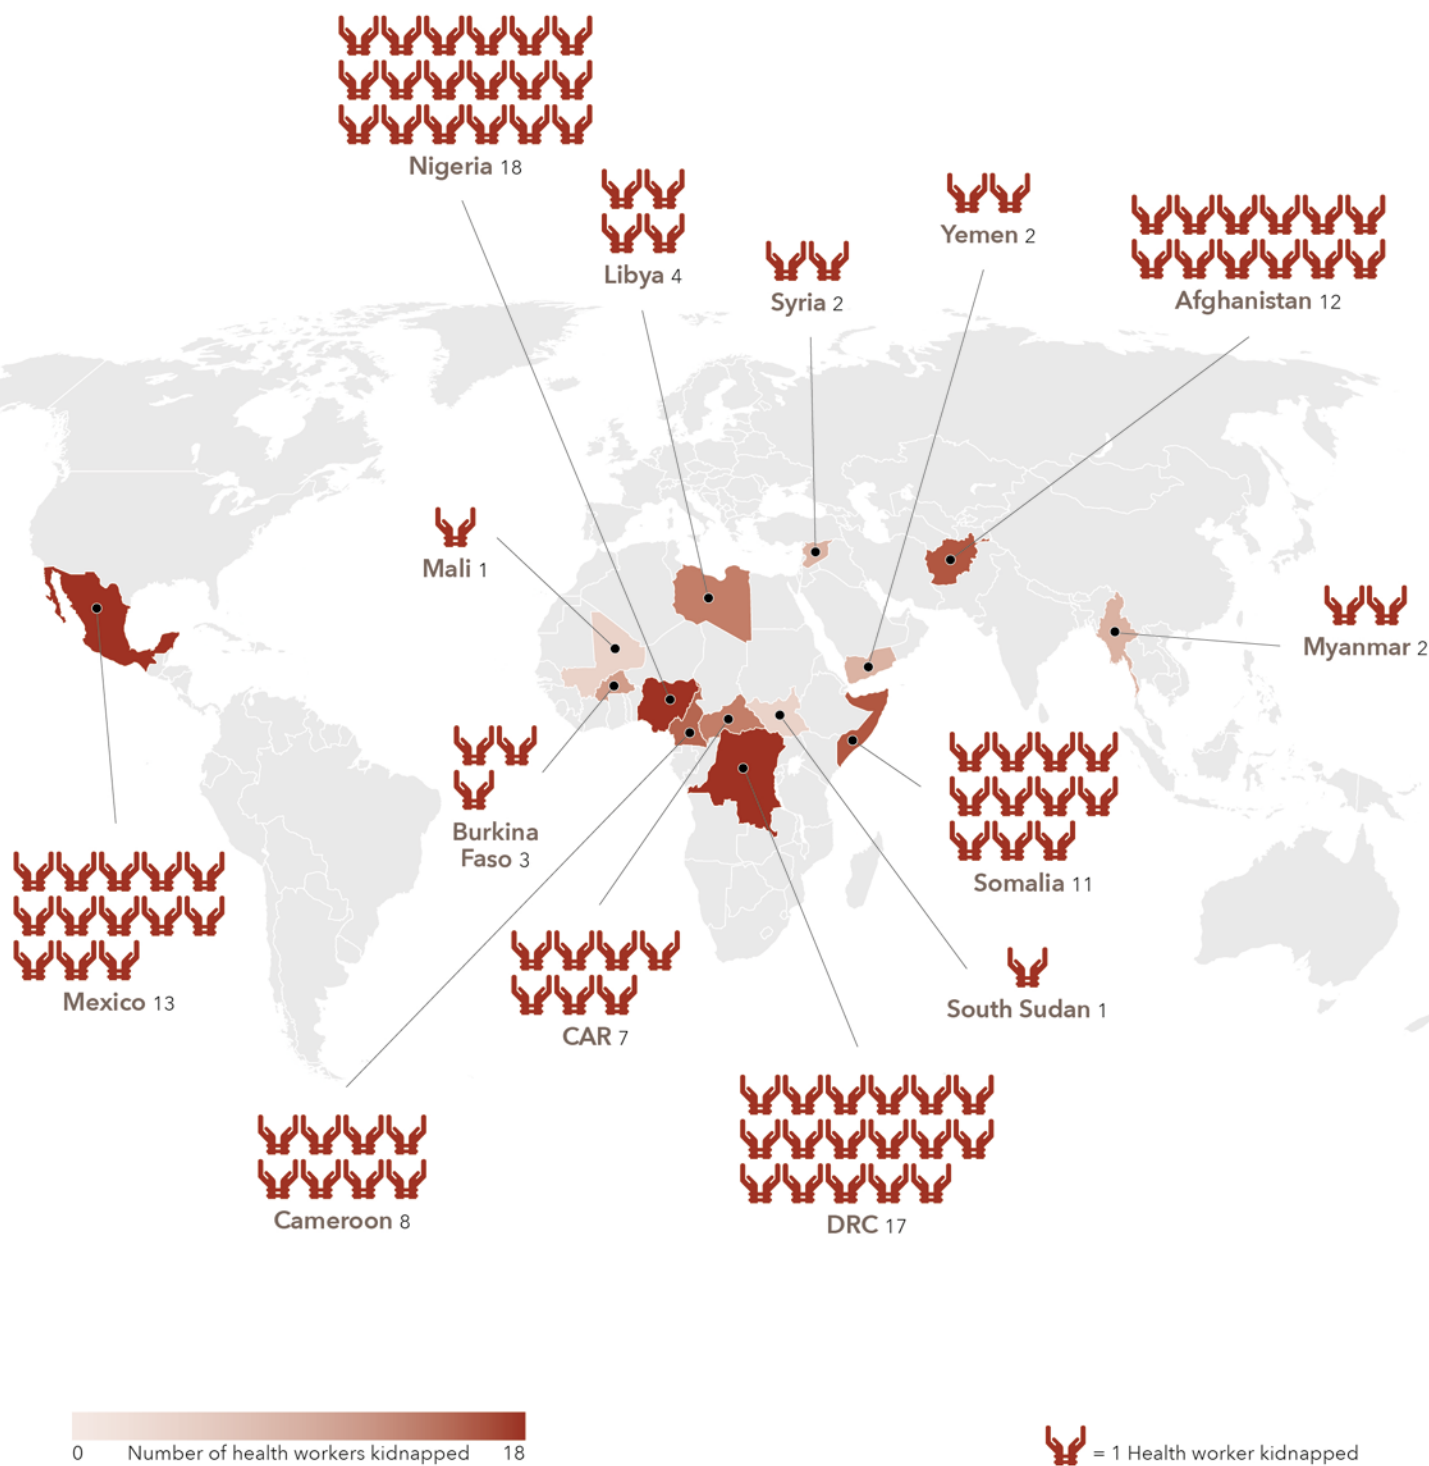 Nigeria 18
Libya 4
Syria 2
Yemen 2
Afghanistan 12
Mali 1
Myanmar 2
Burkina
Faso 3
Somalia 11
Mexico 13
CAR 7
South Sudan 1
Cameroon 8
DRC 17
0 Number of health workers kidnapped 18
= 1 Health worker kidnapped